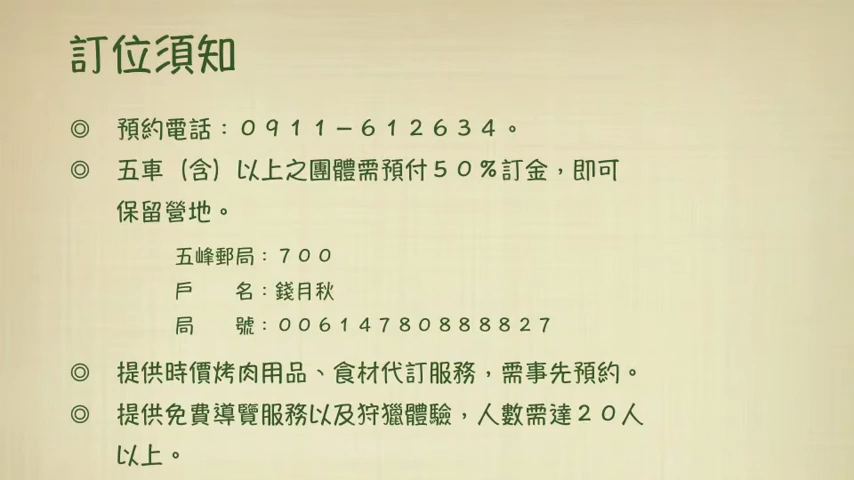 訂位須知
◎ 預約電話：０９１１－６１２６３４。
◎ 五車（含）以上之團體需預付５０％訂金，即可
保留營地。
五峰郵局：７００
戶　　名：錢月秋
局　　號：００６１４７８０８８８８２７
◎ 提供時價烤肉用品、食材代訂服務，需事先預約。
◎ 提供免費導覽服務以及狩獵體驗，人數需達２０人
以上。